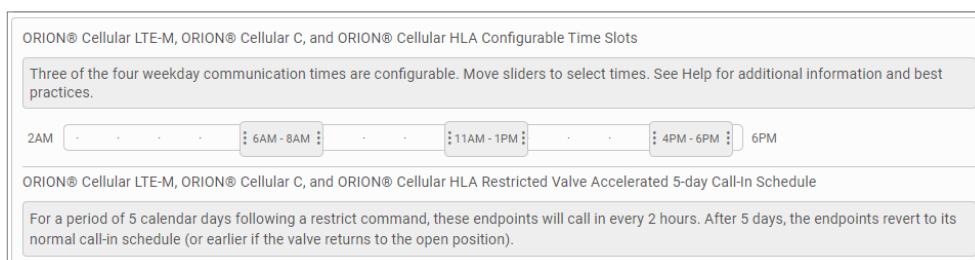 ORION® Cellular LTE-M, ORION® Cellular C, and ORION® Cellular HLA Configurable Time Slots
Three of the four weekday communication times are configurable. Move sliders to select times. See Help for additional information and best
practices.
2AM 6AM - 8AM 11AM - 1PM 4PM - 6PM 6PM
ORION® Cellular LTE-M, ORION® Cellular C, and ORION® Cellular HLA Restricted Valve Accelerated 5-day Call-In Schedule
For a period of 5 calendar days following a restrict command, these endpoints will call in every 2 hours. After 5 days, the endpoints revert to its
normal call-in schedule (or earlier if the valve returns to the open position).